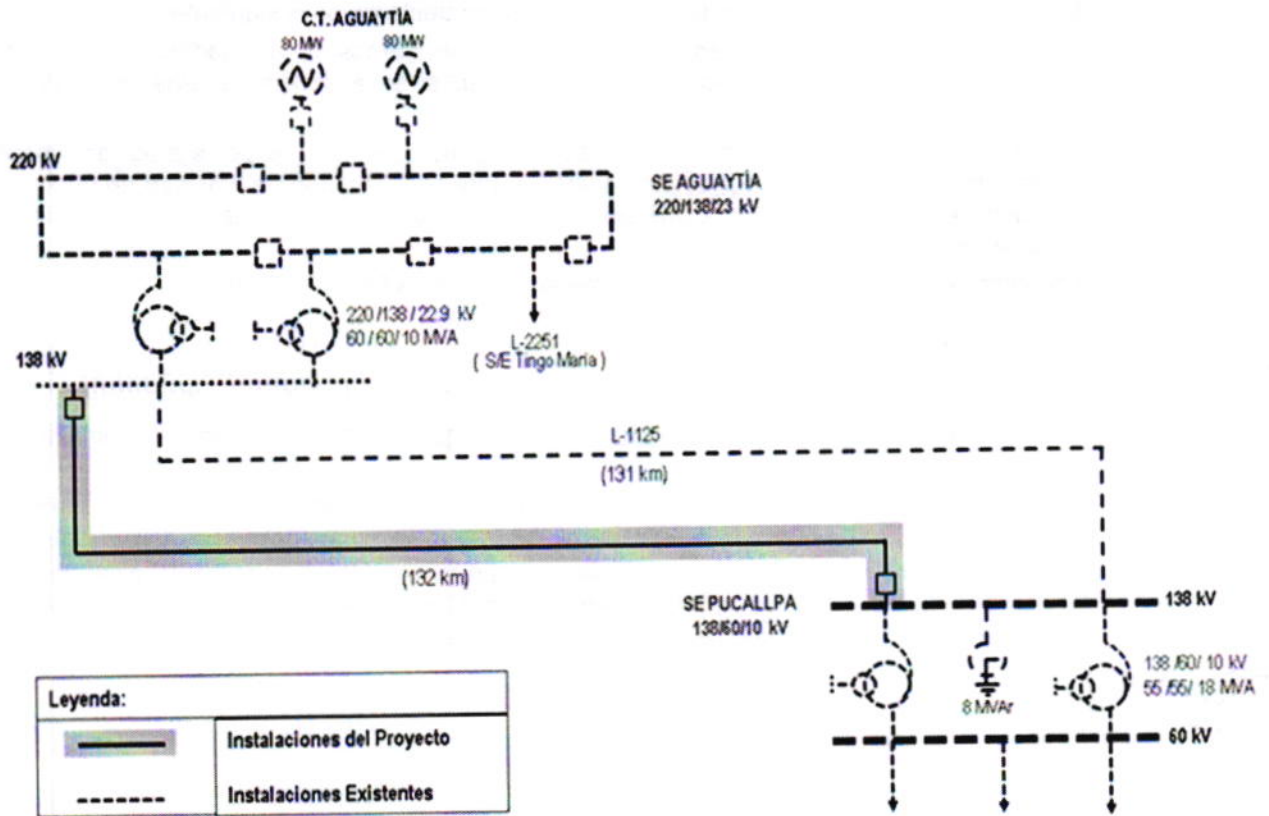 C.T. AGUAYTÍA
80 MW
80 MW
220 kV
SE AGUAYTÍA
220/138/23 kV
220 /138 / 22.9 kV
60 / 60/ 10 MVA
L-2251
( S/E Tingo Maria )
138 kV
L-1125
(131 km)
(132 km)
SE PUCALLPA
138/60/10 kV
138 kV
138 /60/ 10 kV
55 /55/ 18 MVA
8 MVAr
60 kV
Leyenda:
Instalaciones del Proyecto
Instalaciones Existentes